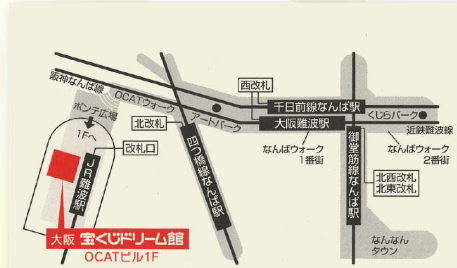 阪神なんば線
OCATウォーク
ポンテ広場
1Fへ
北改札
アートパーク
西改札
千日前線なんば駅
くじらパーク
大阪難波駅
近鉄難波線
なんばウォーク
1番街
なんばウォーク
2番街
改札口
JR難波駅
四つ橋線なんば駅
御堂筋線なんば駅
北西改札
北東改札
なんなん
タウン
大阪 宝くじドリーム館
OCATビル1F